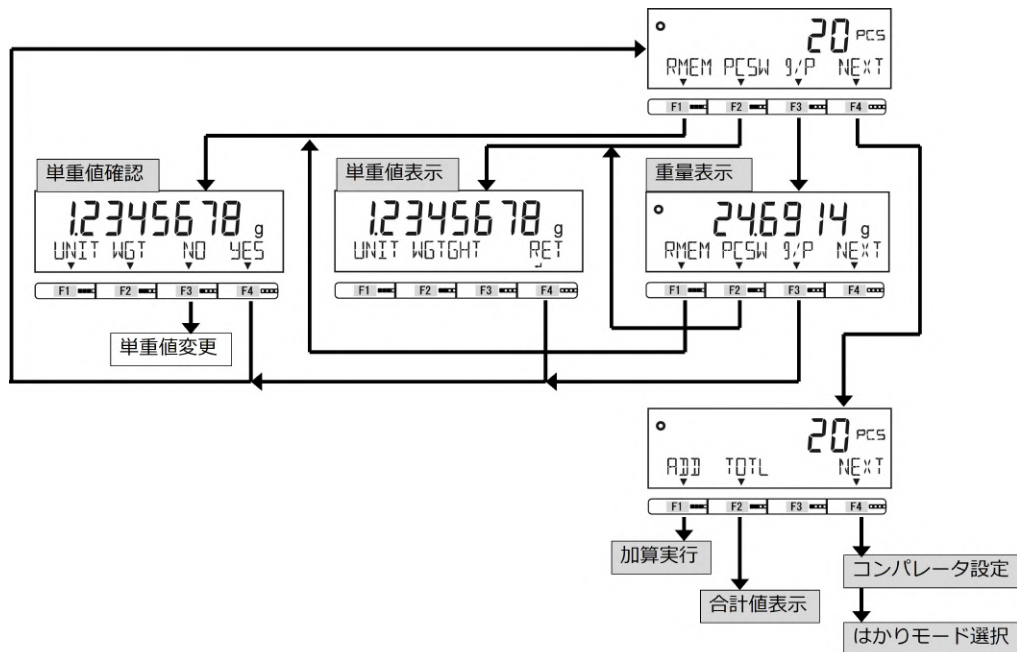 20 PCS
RMEM PCSW g/P NEXT
F1 F2 F3 F4
単重値確認
1.2345678 g
UNIT WGT NO YES
F1 F2 F3 F4
単重値変更
単重値表示
1.2345678 g
UNIT WGTGHT RET
F1 F2 F3 F4
重量表示
24.6914 g
RMEM PCSW g/P NEXT
F1 F2 F3 F4
20 PCS
ADD TOTL NEXT
F1 F2 F3 F4
加算実行
合計値表示
コンパレータ設定
はかりモード選択